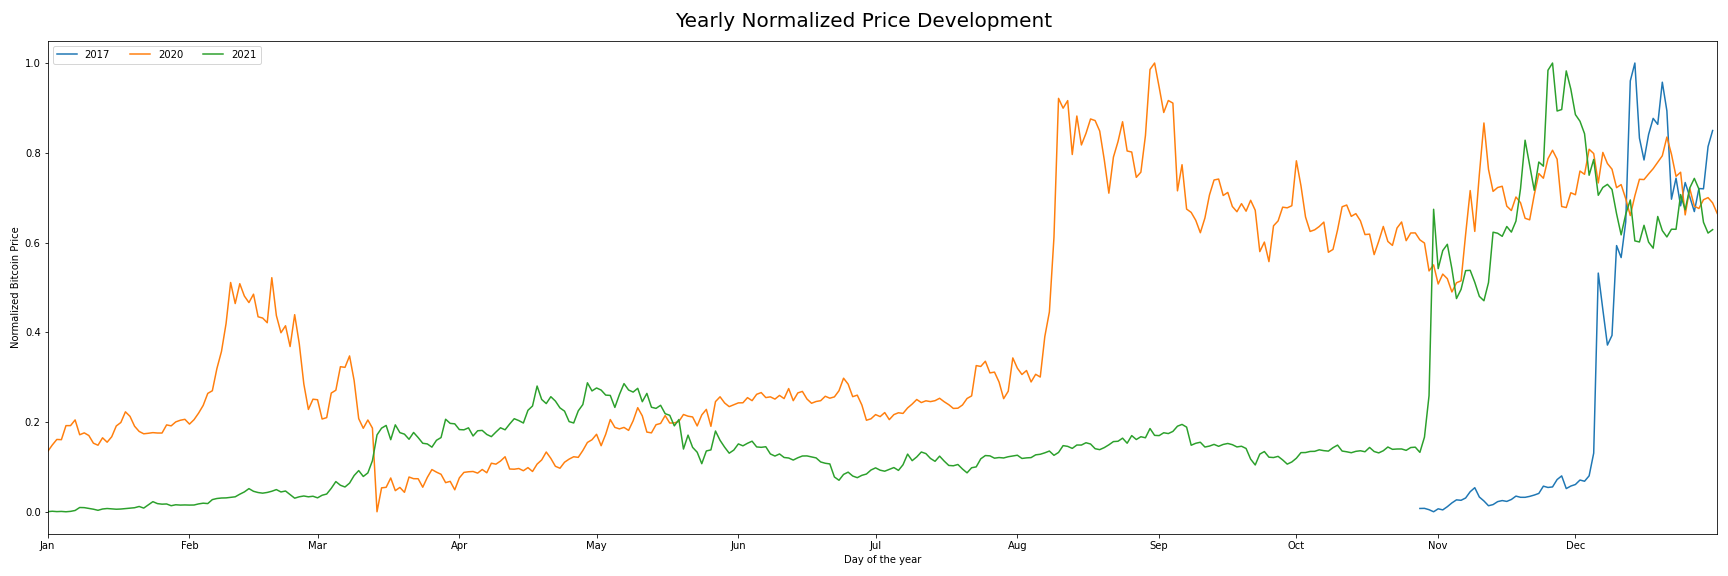 Yearly Normalized Price Development
2017 2020 2021
1.0
0.8
0.6
0.4
0.2
0.0
Normalized Bitcoin Price
Jan Feb Mar Apr May Jun Jul Aug Sep Oct Nov Dec
Day of the year